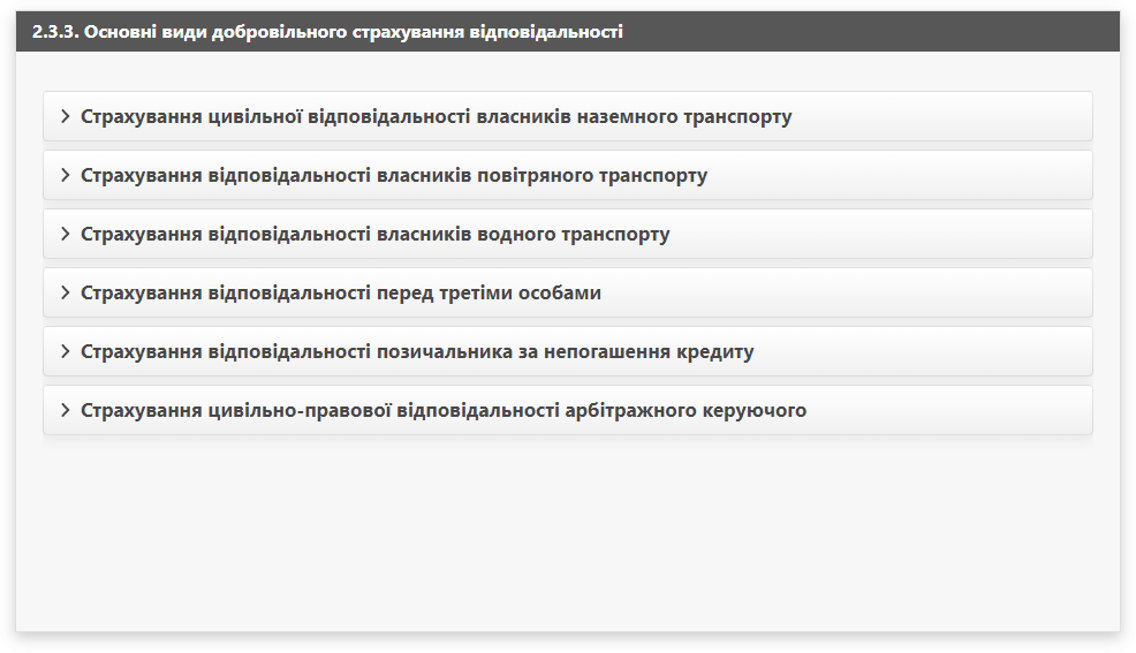 2.3.3. Основні види добровільного страхування відповідальності
Страхування цивільної відповідальності власників наземного транспорту
Страхування відповідальності власників повітряного транспорту
Страхування відповідальності власників водного транспорту
Страхування відповідальності перед третіми особами
Страхування відповідальності позичальника за непогашення кредиту
Страхування цивільно-правової відповідальності арбітражного керуючого